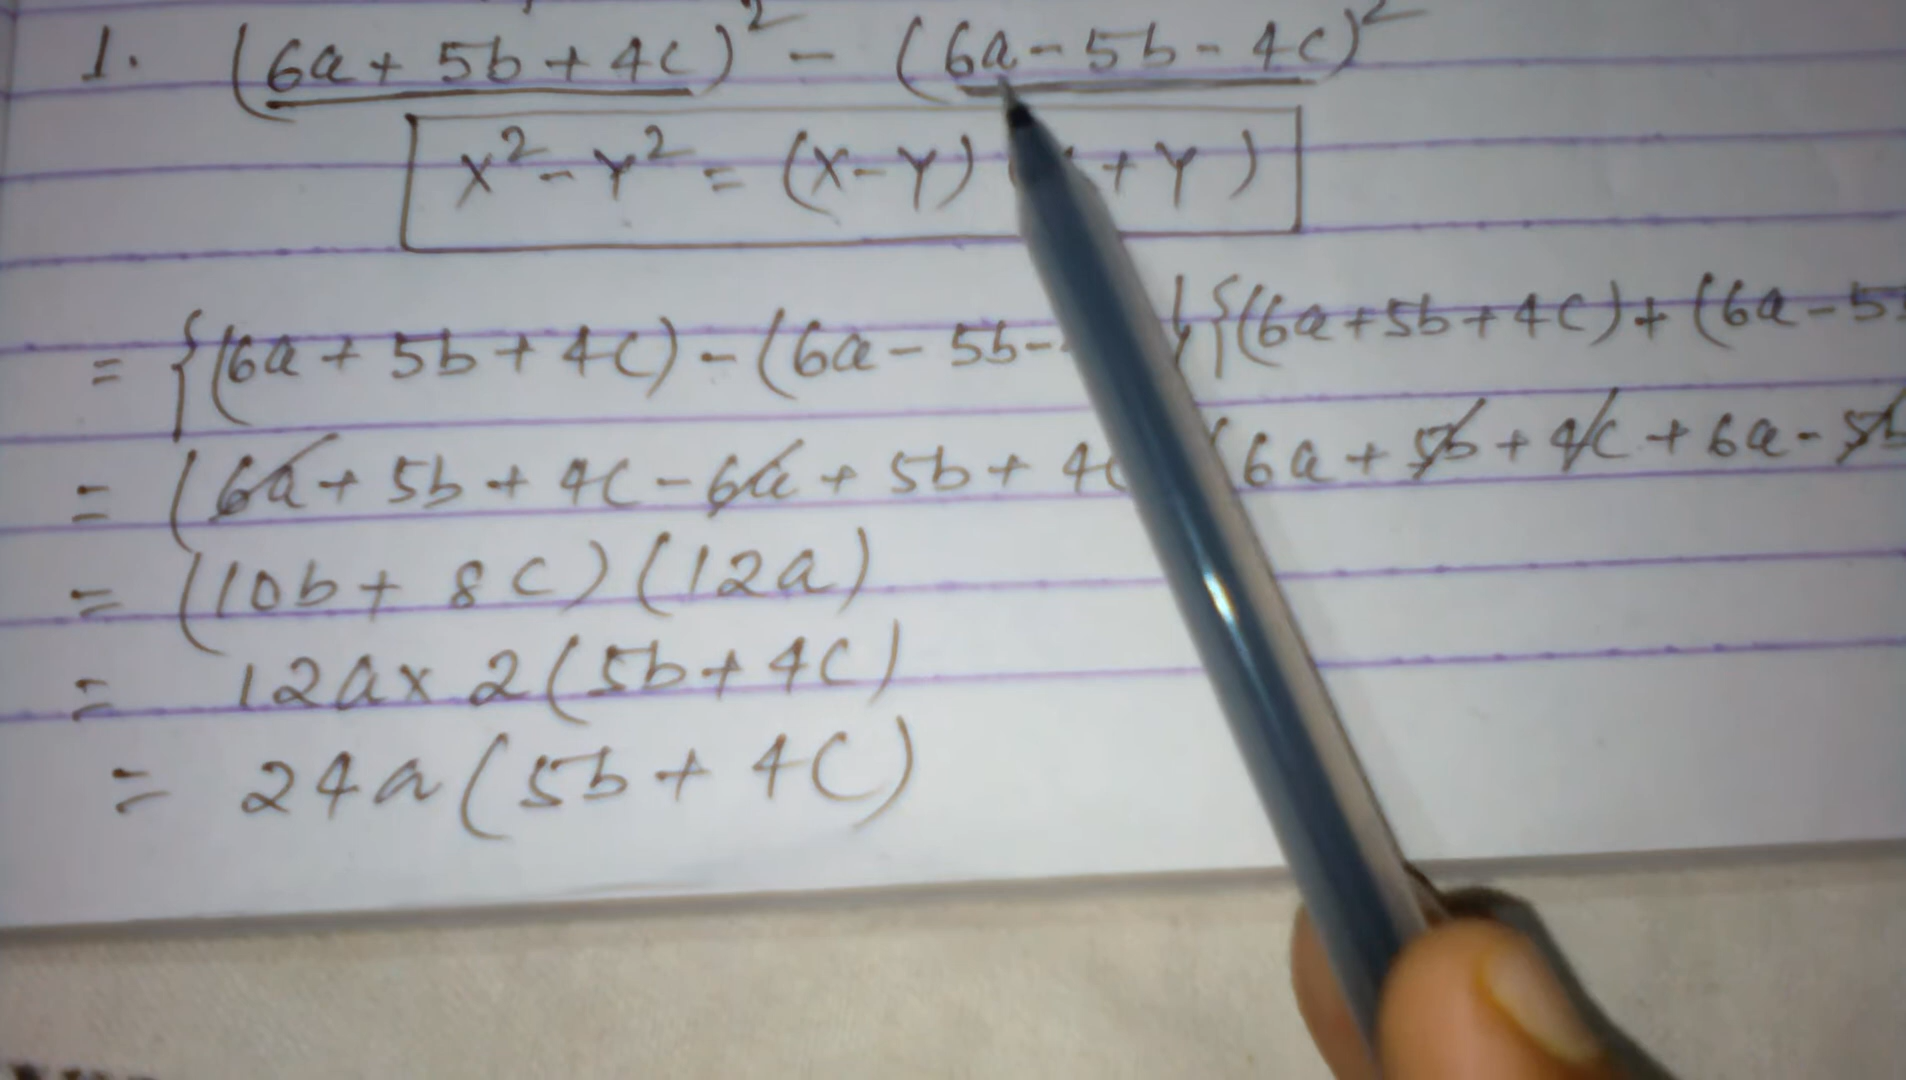 1. (6a + 5b + 4c)² - (6a - 5b - 4c)²
x² - y² = (x - y) + y)
= {(6a + 5b + 4c) - (6a - 5b - }{(6a + 5b + 4c) + (6a - 5
= (6a + 5b + 4c - 6a + 5b + 4c (6a + 5b + 4c + 6a - 5b
= (10b + 8c) (12a)
= 12a x 2(5b + 4c)
= 24a (5b + 4c)